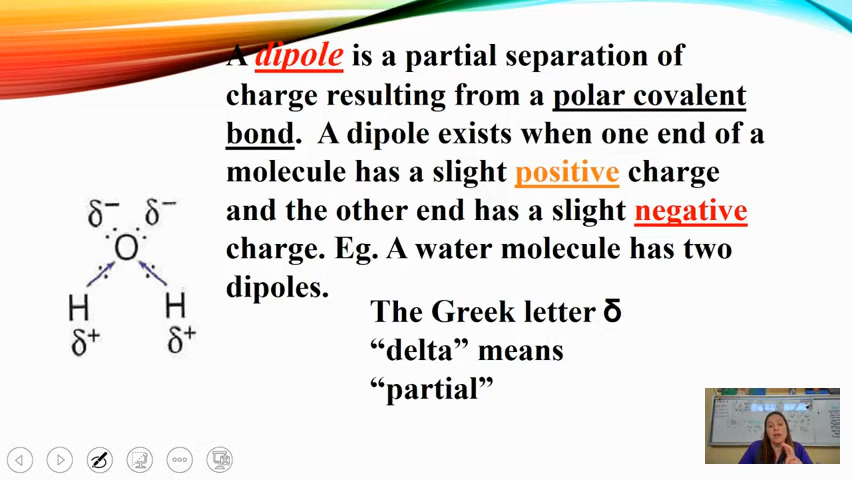 A dipole is a partial separation of
charge resulting from a polar covalent
bond. A dipole exists when one end of a
molecule has a slight positive charge
and the other end has a slight negative
charge. Eg. A water molecule has two
dipoles.
δ− δ−
O
H H
δ+ δ+
The Greek letter δ
“delta” means
“partial”